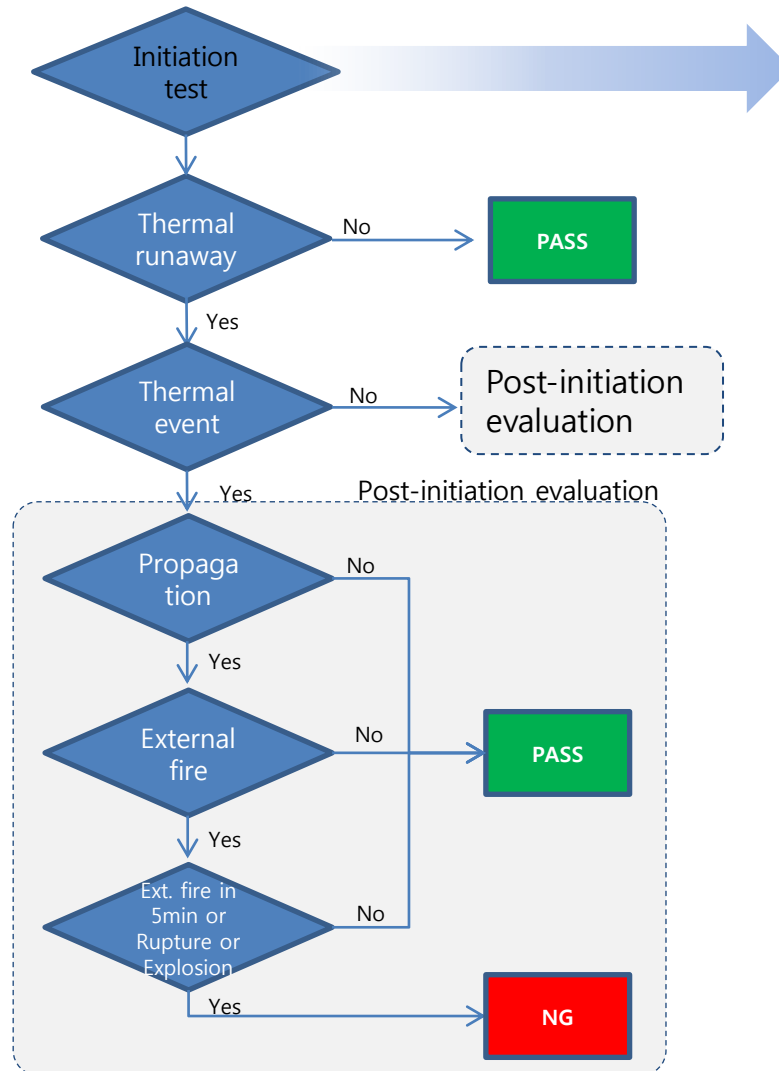 Initiation
test
Thermal
runaway
No
PASS
Yes
Thermal
event
No
Post-initiation
evaluation
Yes
Post-initiation evaluation
Propaga
tion
No
Yes
External
fire
No
PASS
Yes
Ext. fire in
5min or
Rupture or
Explosion
No
Yes
NG